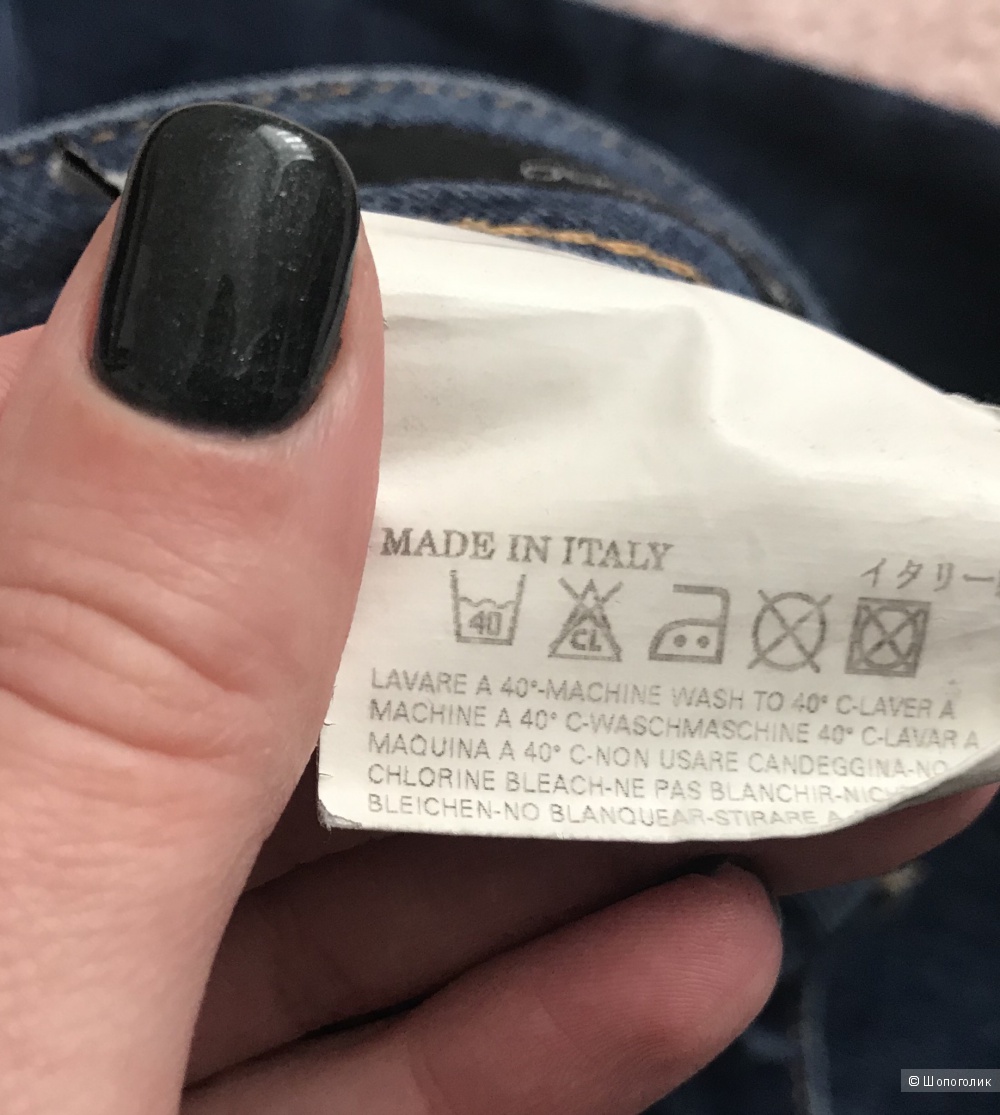 MADE IN ITALY
イタリー
40
CL
LAVARE A 40°-MACHINE WASH TO 40° C-LAVER A
MACHINE A 40° C-WASCHMASCHINE 40° C-LAVAR A
MAQUINA A 40° C-NON USARE CANDEGGINA-NO
CHLORINE BLEACH-NE PAS BLANCHIR-NICH
BLEICHEN-NO BLANQUEAR-STIRARE A
© Шопоголик